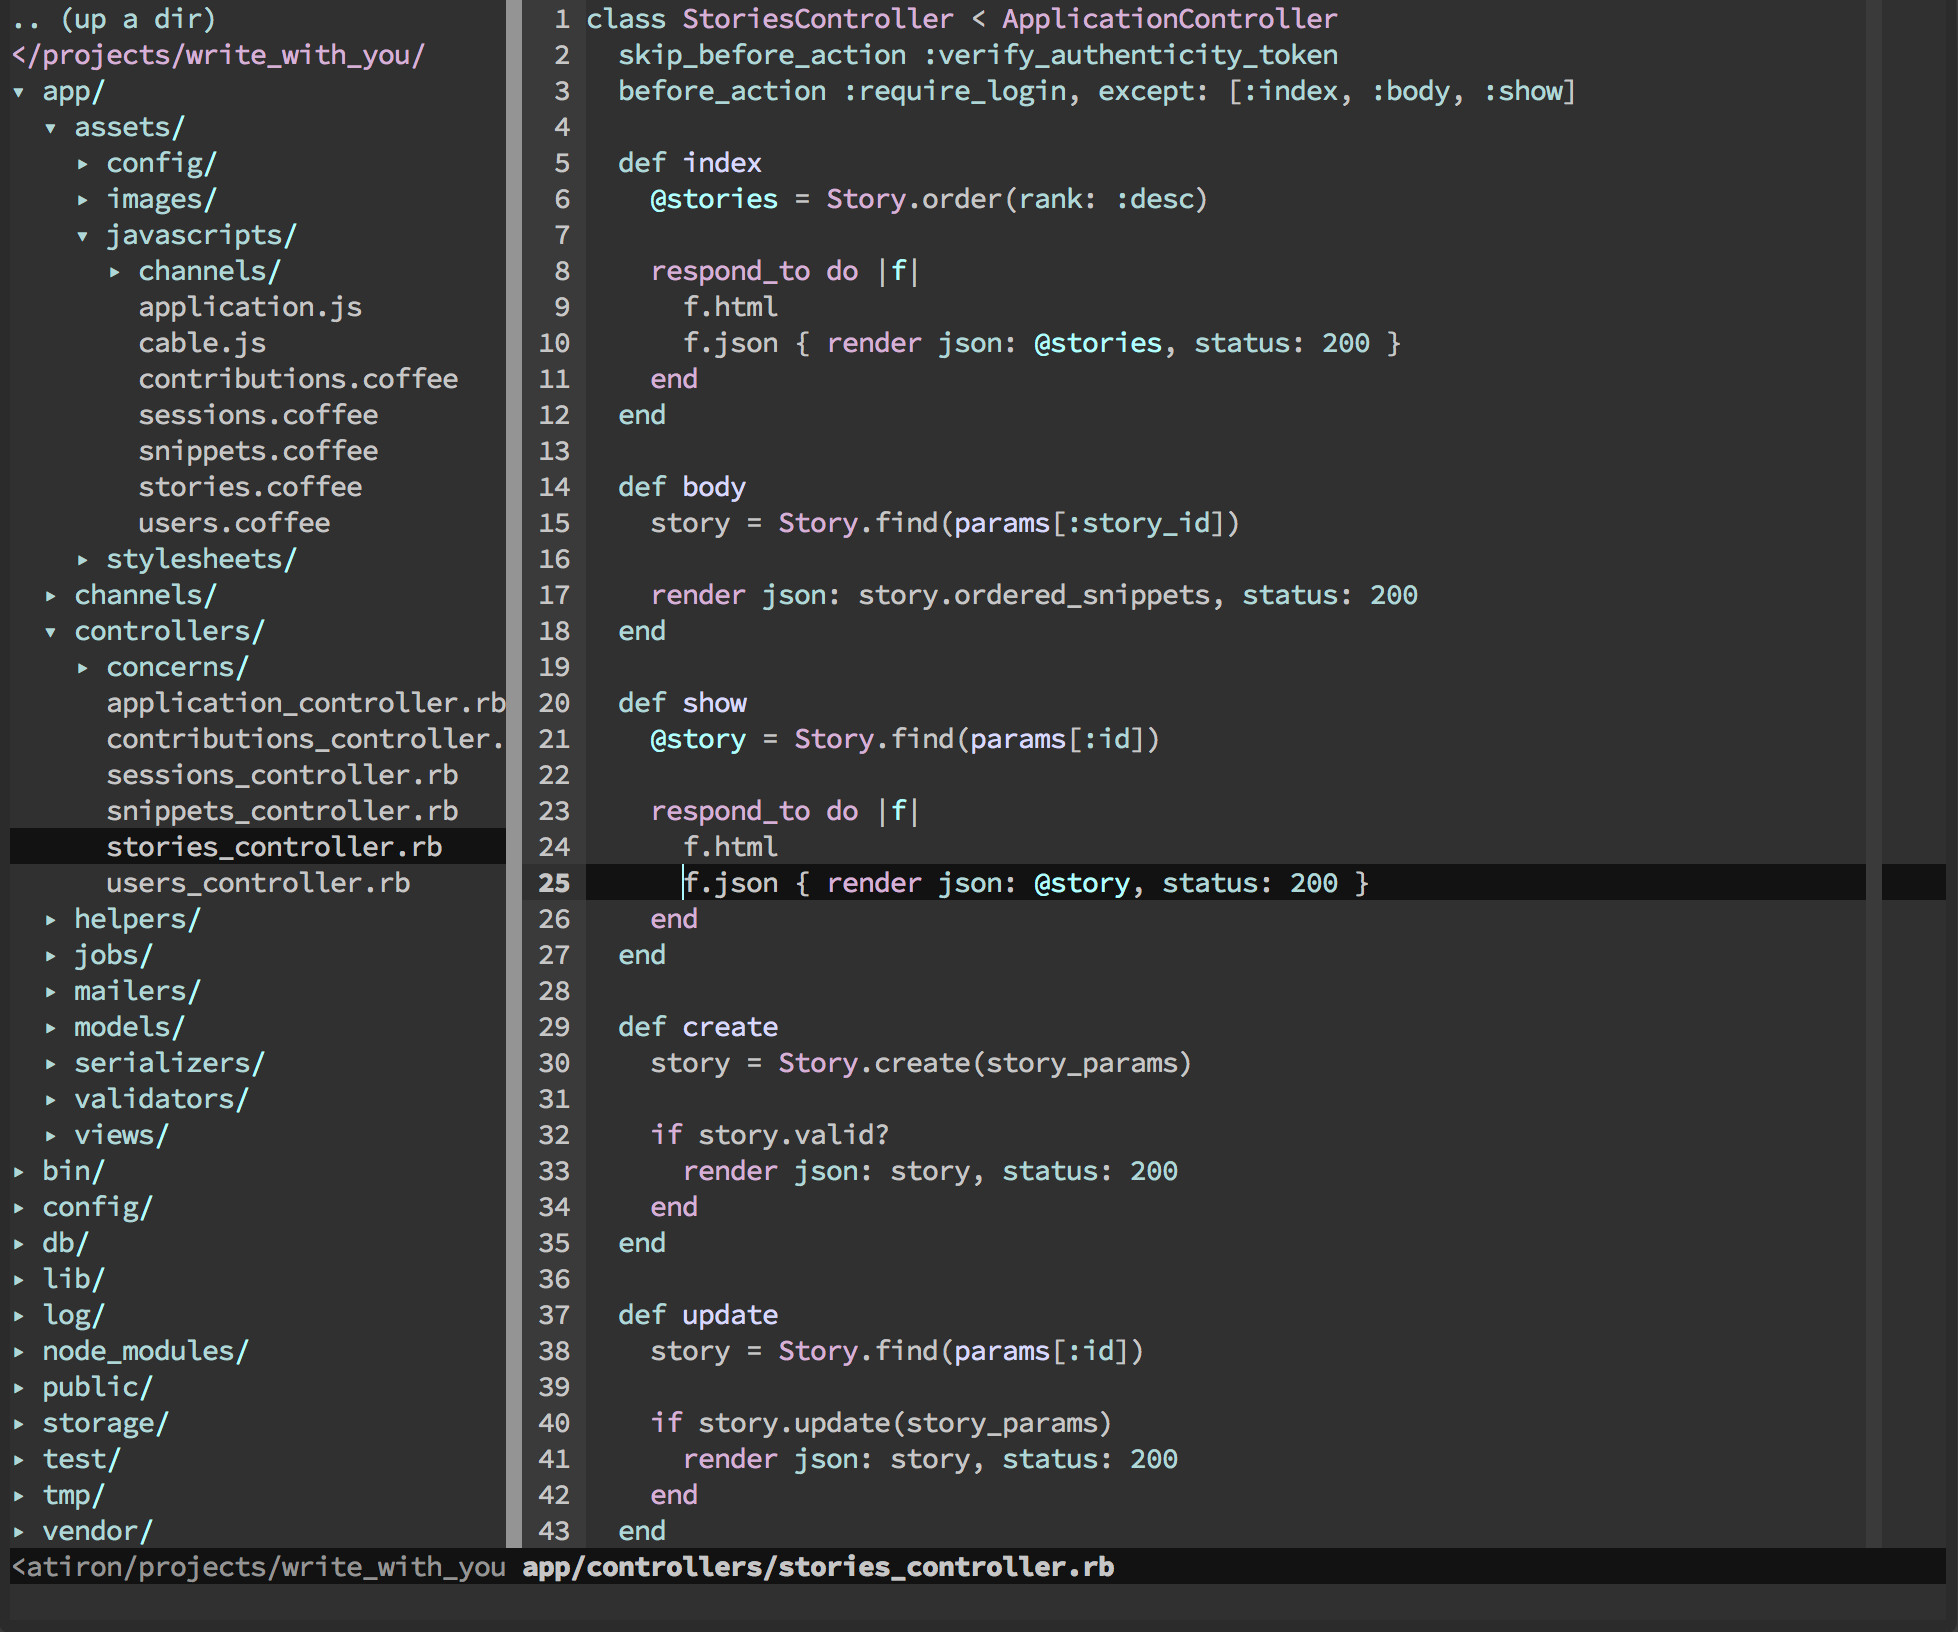 .. (up a dir)
</projects/write_with_you/
▾ app/
▾ assets/
▸ config/
▸ images/
▾ javascripts/
▸ channels/
application.js
cable.js
contributions.coffee
sessions.coffee
snippets.coffee
stories.coffee
users.coffee
▸ stylesheets/
▸ channels/
▾ controllers/
▸ concerns/
application_controller.rb
contributions_controller.
sessions_controller.rb
snippets_controller.rb
stories_controller.rb
users_controller.rb
▸ helpers/
▸ jobs/
▸ mailers/
▸ models/
▸ serializers/
▸ validators/
▸ views/
▸ bin/
▸ config/
▸ db/
▸ lib/
▸ log/
▸ node_modules/
▸ public/
▸ storage/
▸ test/
▸ tmp/
▸ vendor/
1 class StoriesController < ApplicationController
2 skip_before_action :verify_authenticity_token
3 before_action :require_login, except: [:index, :body, :show]
4
5 def index
6 @stories = Story.order(rank: :desc)
7
8 respond_to do |f|
9 f.html
10 f.json { render json: @stories, status: 200 }
11 end
12 end
13
14 def body
15 story = Story.find(params[:story_id])
16
17 render json: story.ordered_snippets, status: 200
18 end
19
20 def show
21 @story = Story.find(params[:id])
22
23 respond_to do |f|
24 f.html
25 f.json { render json: @story, status: 200 }
26 end
27 end
28
29 def create
30 story = Story.create(story_params)
31
32 if story.valid?
33 render json: story, status: 200
34 end
35 end
36
37 def update
38 story = Story.find(params[:id])
39
40 if story.update(story_params)
41 render json: story, status: 200
42 end
43 end
<atiron/projects/write_with_you app/controllers/stories_controller.rb